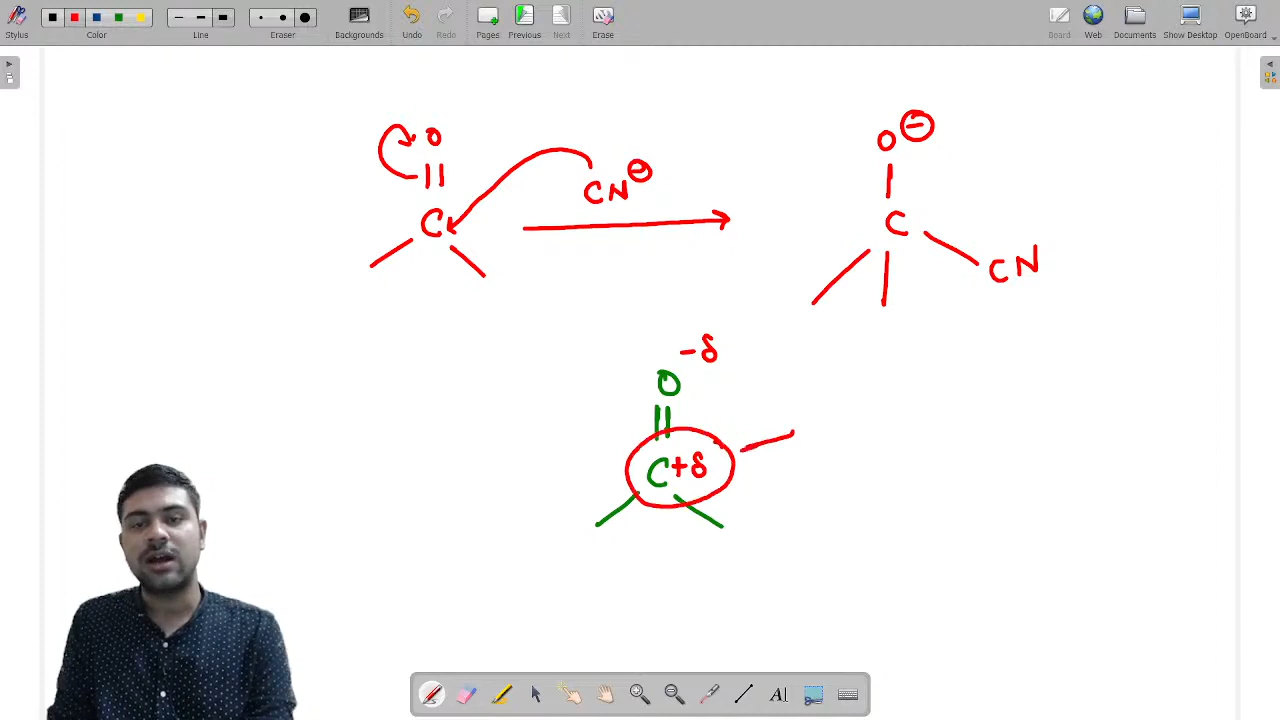 Stylus Color Line Eraser Backgrounds Undo Redo Pages Previous Next Erase Board Web Documents Show Desktop OpenBoard
O
||
C
CN⊖
O⊖
C
CN
O -δ
||
C +δ
AI